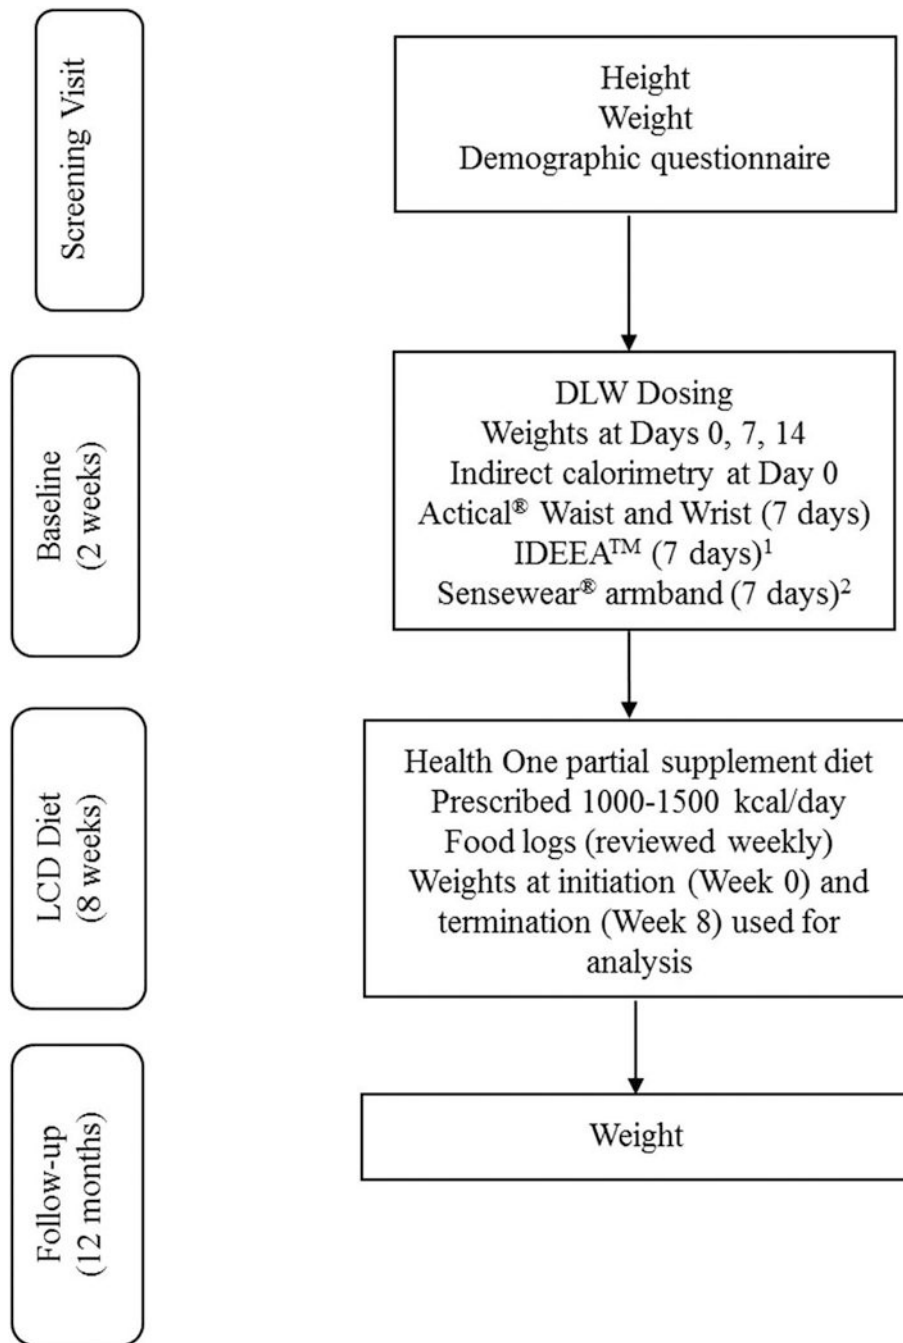 Screening Visit
Height
Weight
Demographic questionnaire
Baseline
(2 weeks)
DLW Dosing
Weights at Days 0, 7, 14
Indirect calorimetry at Day 0
Actical® Waist and Wrist (7 days)
IDEEA™ (7 days)¹
Sensewear® armband (7 days)²
LCD Diet
(8 weeks)
Health One partial supplement diet
Prescribed 1000-1500 kcal/day
Food logs (reviewed weekly)
Weights at initiation (Week 0) and
termination (Week 8) used for
analysis
Follow-up
(12 months)
Weight